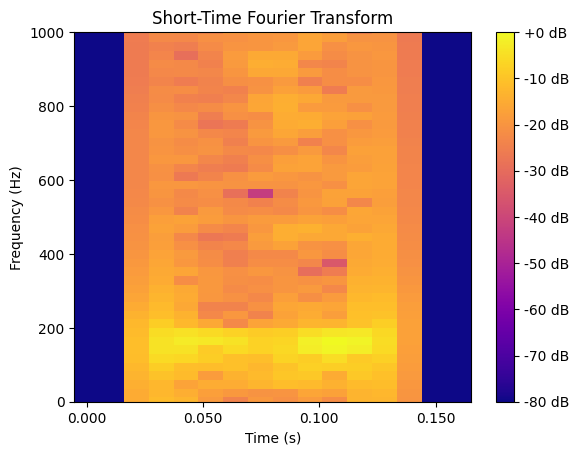 Short-Time Fourier Transform
1000
800
600
400
200
0
Frequency (Hz)
0.000
0.050
0.100
0.150
Time (s)
+0 dB
-10 dB
-20 dB
-30 dB
-40 dB
-50 dB
-60 dB
-70 dB
-80 dB